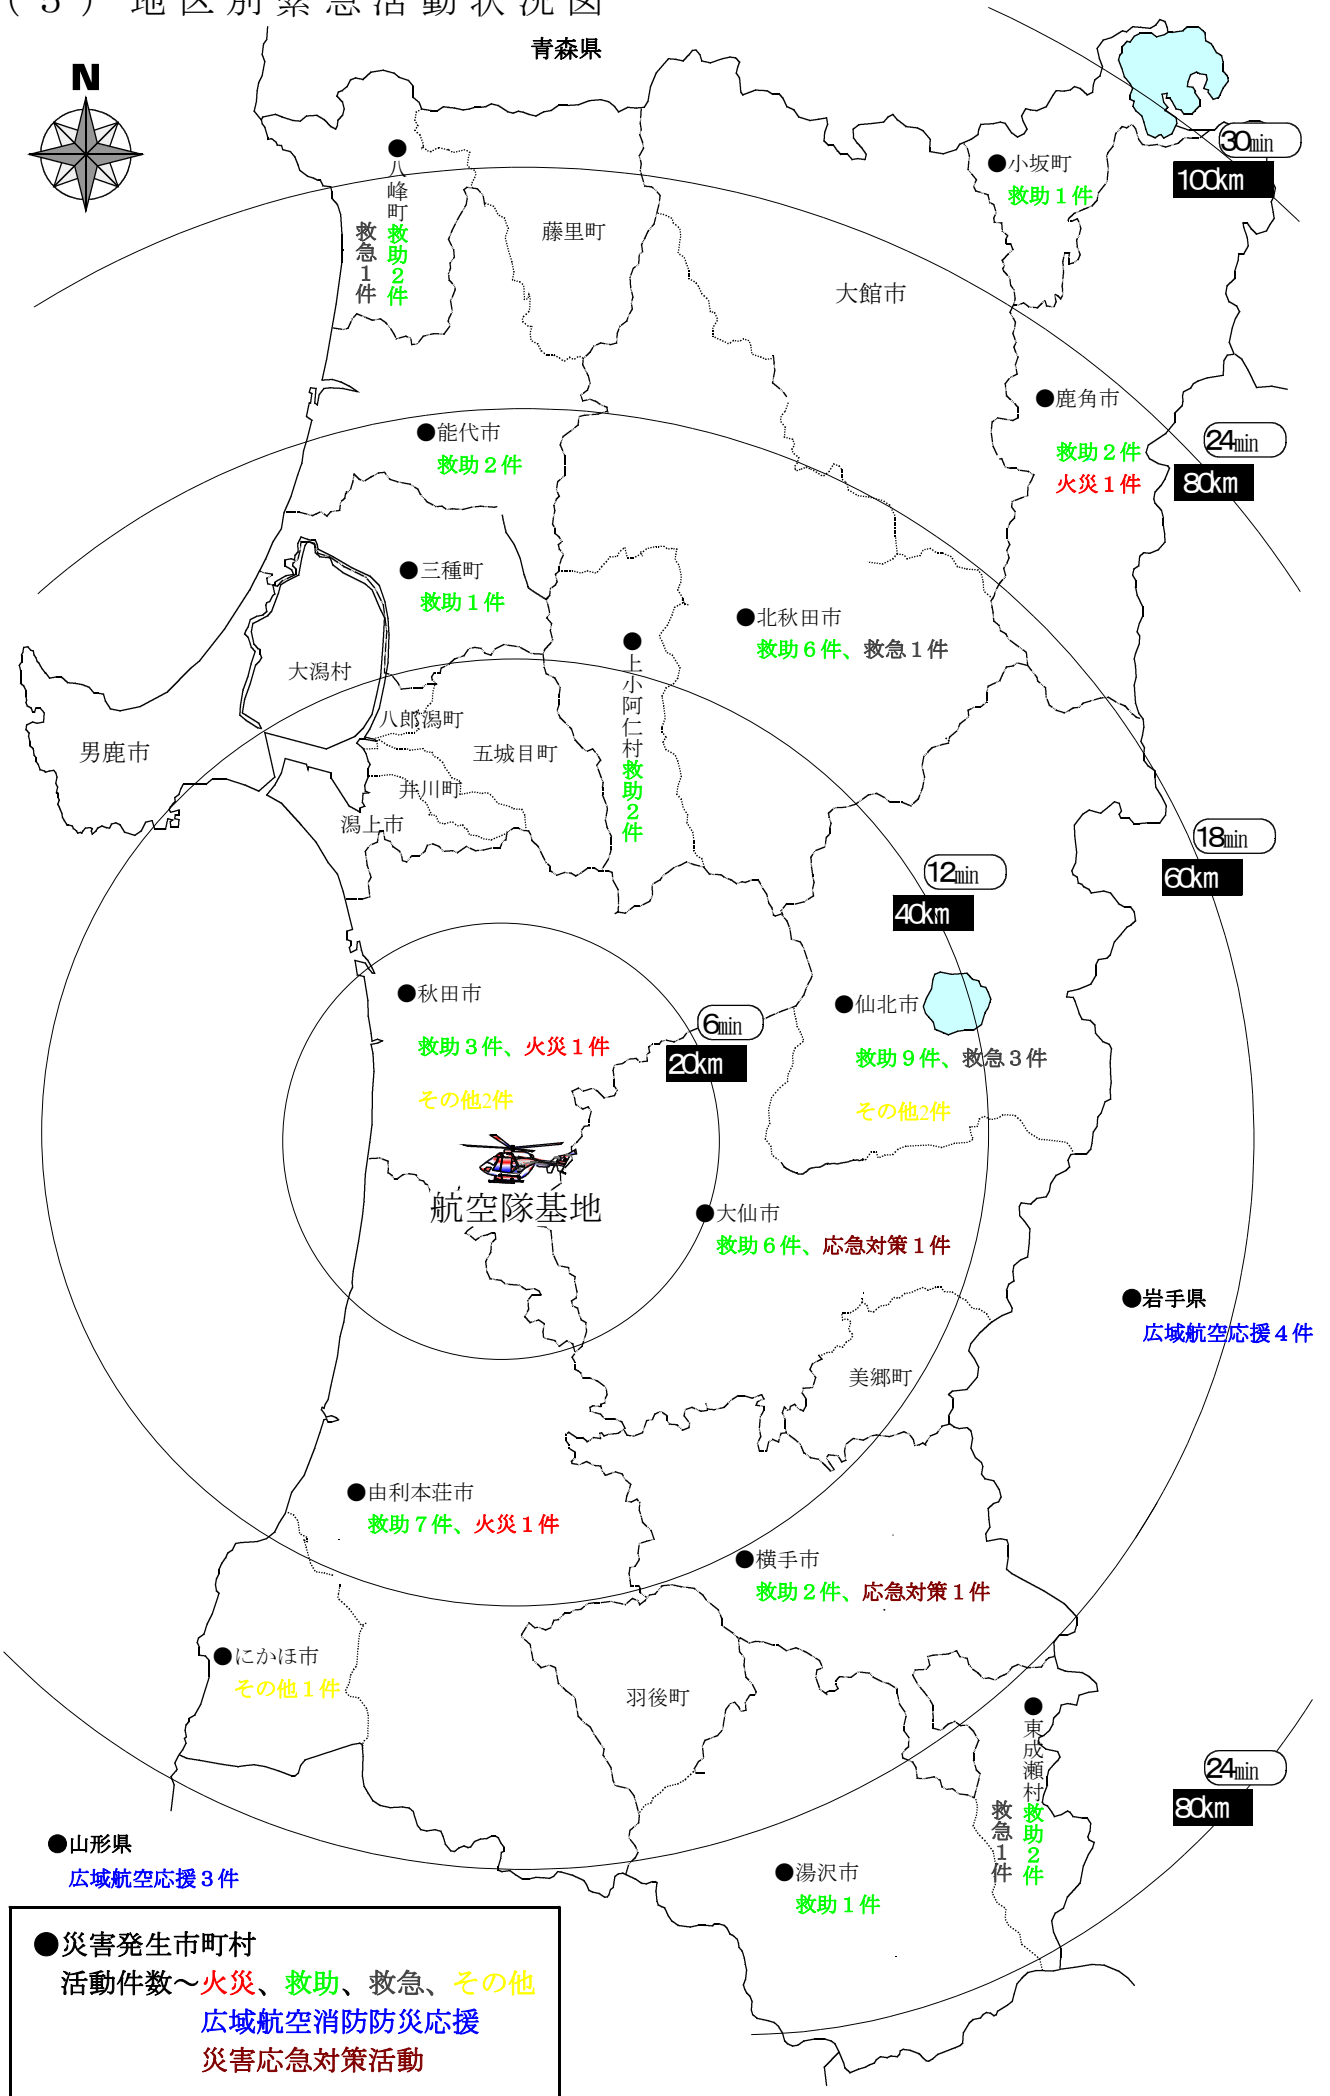 (３) 地区別緊急活動状況図
青森県
N
30min
100km
●小坂町
救助１件
●八峰町 救助２件
救急１件
藤里町
大館市
●鹿角市
救助２件
火災１件
24min
80km
●能代市
救助２件
●三種町
救助１件
●北秋田市
救助６件、救急１件
●上小阿仁村 救助２件
大潟村
男鹿市
八郎潟町
五城目町
井川町
潟上市
18min
60km
12min
40km
●秋田市
救助３件、火災１件
その他2件
●仙北市
救助９件、救急３件
その他2件
6min
20km
航空隊基地
●大仙市
救助６件、応急対策１件
●岩手県
広域航空応援４件
美郷町
●由利本荘市
救助７件、火災１件
●横手市
救助２件、応急対策１件
●にかほ市
その他１件
羽後町
●東成瀬村 救助２件
救急１件
24min
80km
●山形県
広域航空応援３件
●湯沢市
救助１件
●災害発生市町村
活動件数～火災、救助、救急、その他
広域航空消防防災応援
災害応急対策活動